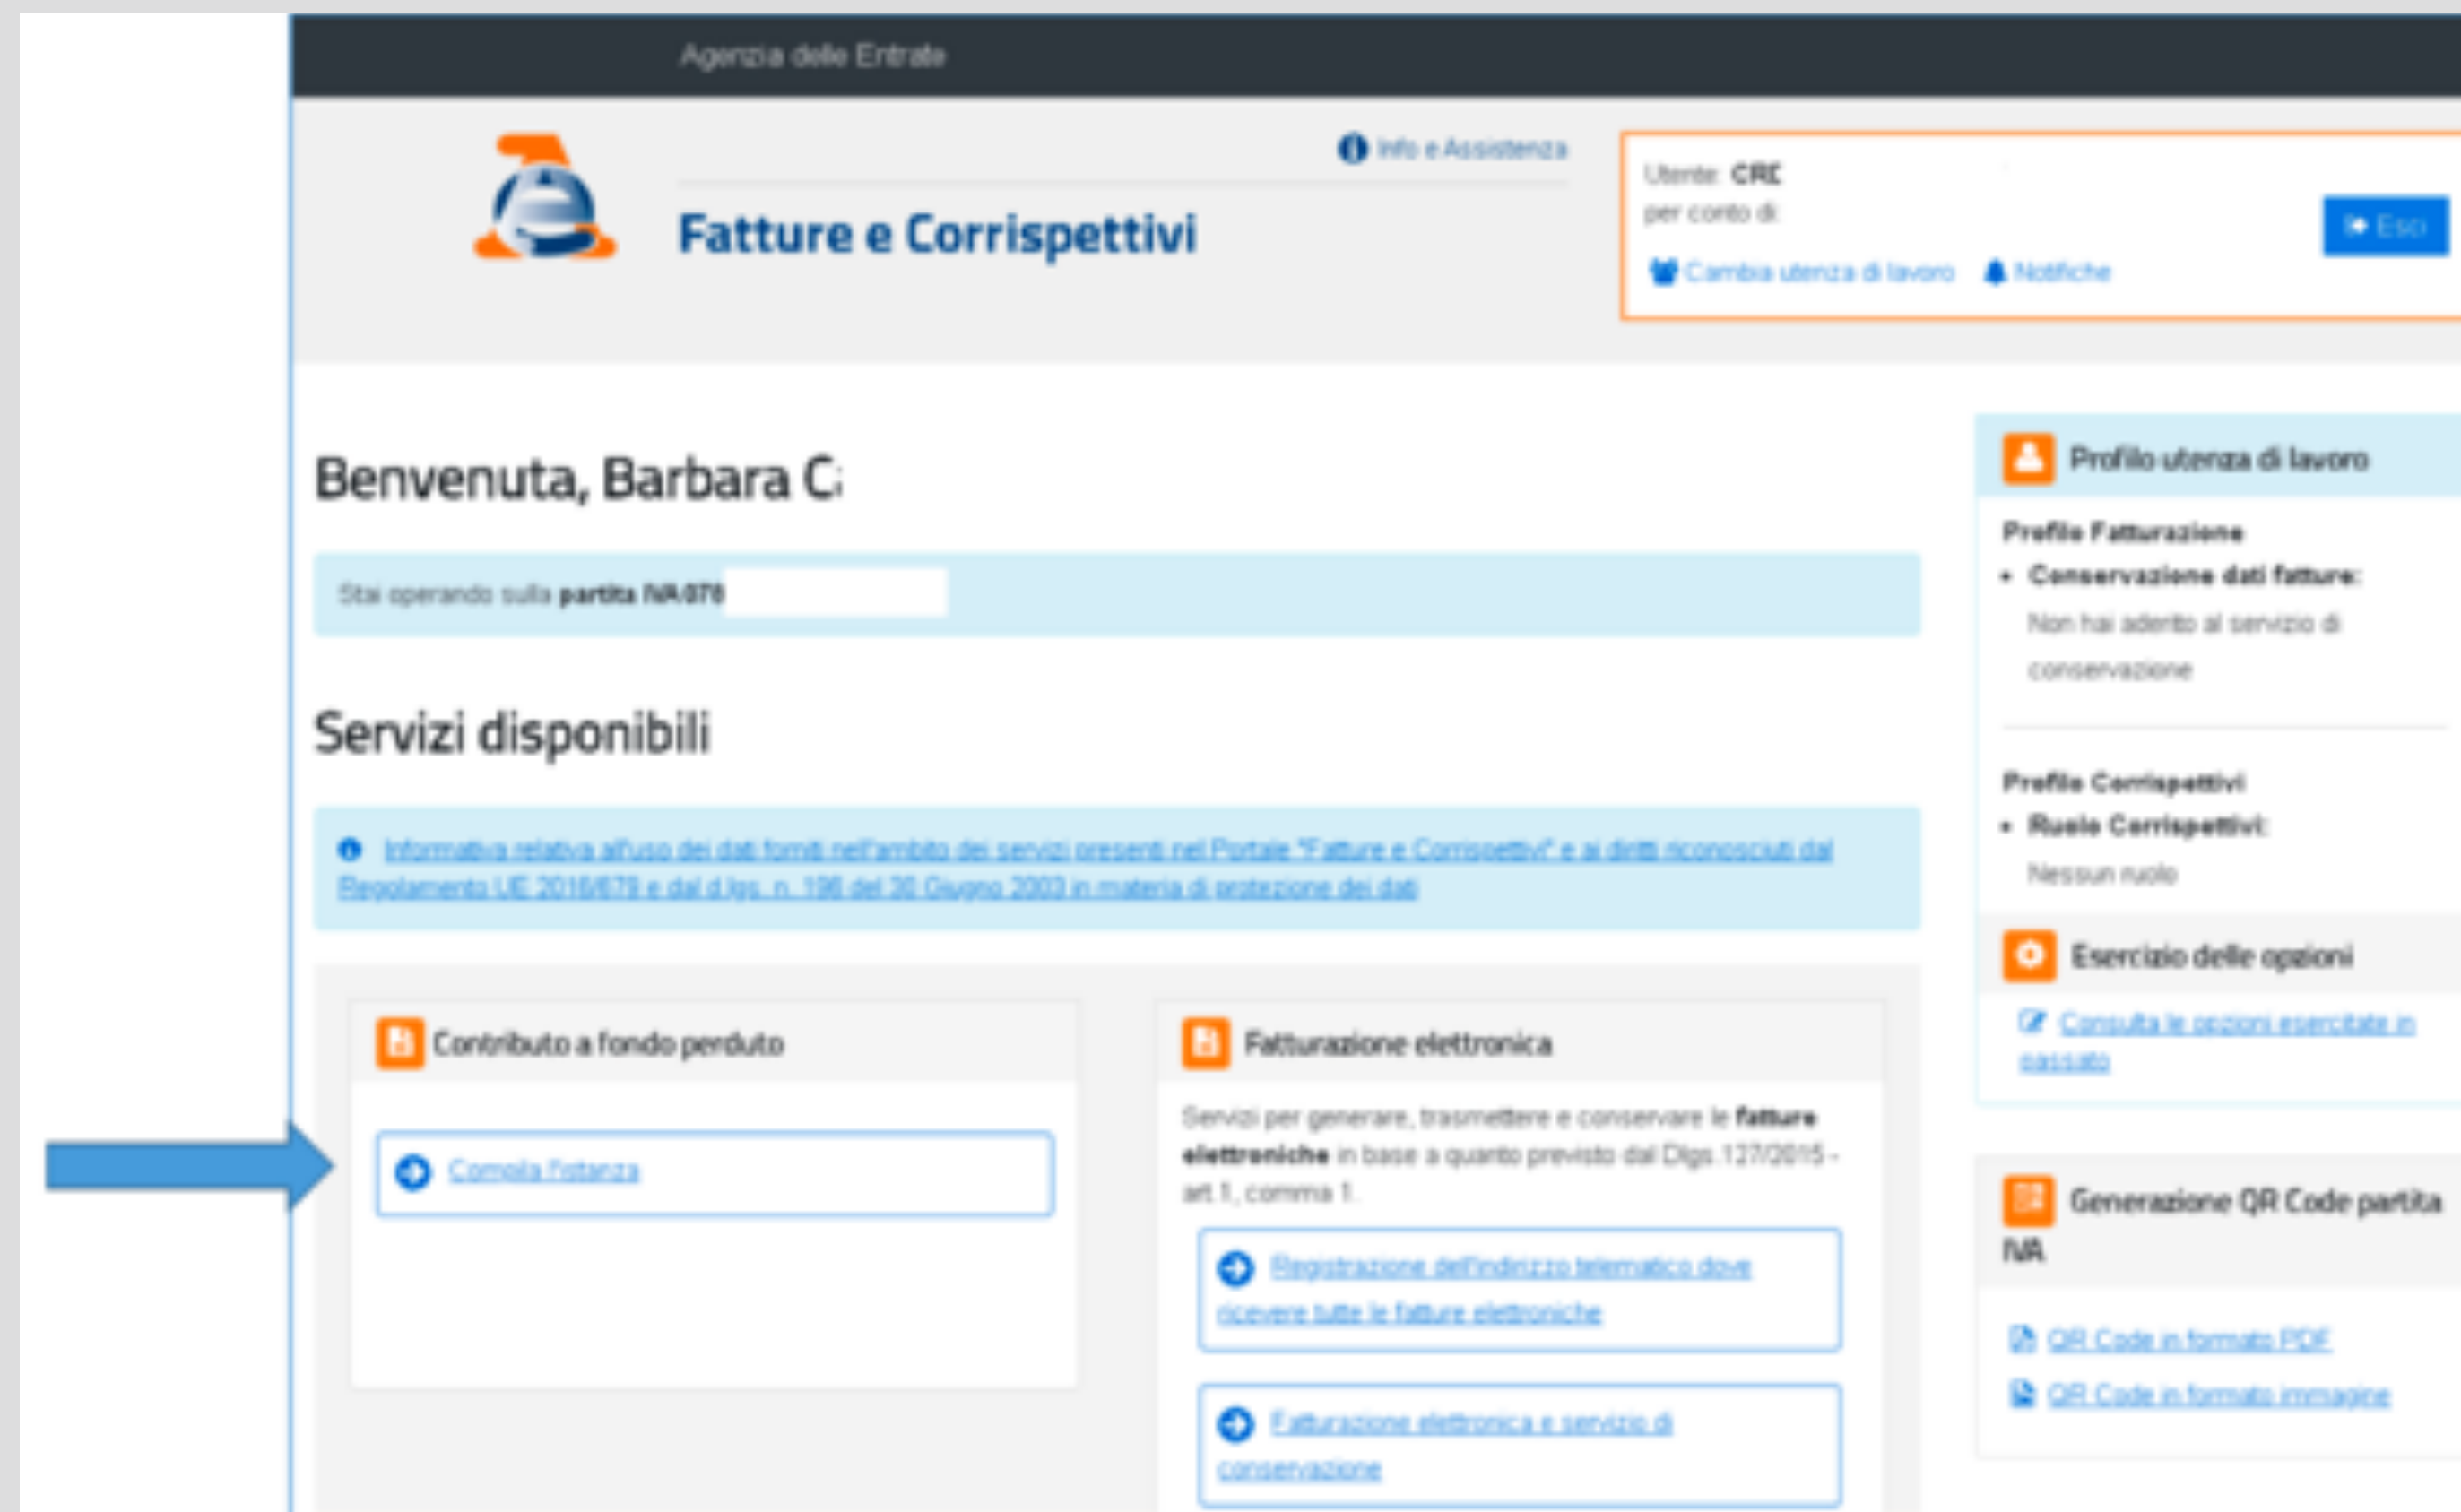 Agenzia delle Entrate
Info e Assistenza
Fatture e Corrispettivi
Utente: CRE
per conto di:
Esci
Cambia utenza di lavoro
Notifiche
Benvenuta, Barbara C
Stai operando sulla partita IVA 078
Servizi disponibili
Informativa relativa all'uso dei dati forniti nell'ambito dei servizi presenti nel Portale "Fatture e Corrispettivi" e ai diritti riconosciuti dal
Regolamento UE 2016/679 e dal d.lgs. n. 196 del 30 Giugno 2003 in materia di protezione dei dati
Contributo a fondo perduto
Compila l'istanza
Fatturazione elettronica
Servizi per generare, trasmettere e conservare le fatture
elettroniche in base a quanto previsto dal Dlgs.127/2015 -
art.1, comma 1.
Registrazione dell'indirizzo telematico dove
ricevere tutte le fatture elettroniche
Fatturazione elettronica e servizio di
conservazione
Profilo utenza di lavoro
Profilo Fatturazione
• Conservazione dati fatture:
Non hai aderito al servizio di
conservazione
Profilo Corrispettivi
• Ruolo Corrispettivi:
Nessun ruolo
Esercizio delle opzioni
Consulta le opzioni esercitate in
passato
Generazione QR Code partita
IVA
QR Code in formato PDF
QR Code in formato immagine